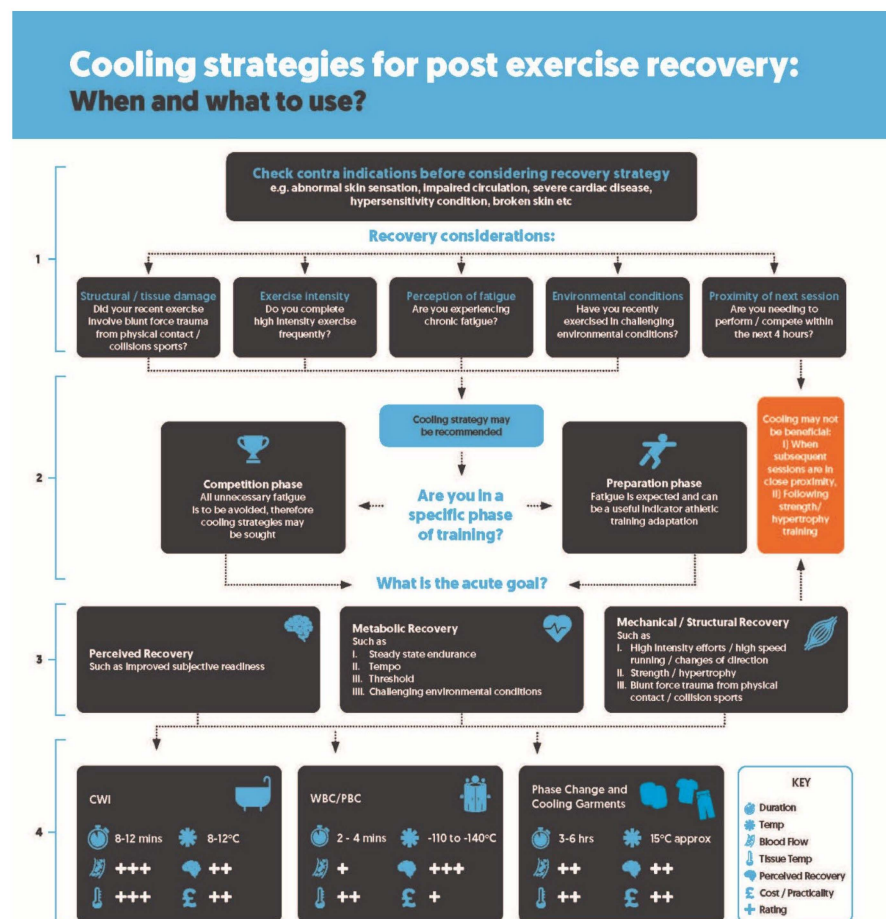 Cooling strategies for post exercise recovery:
When and what to use?
Check contra indications before considering recovery strategy
e.g. abnormal skin sensation, impaired circulation, severe cardiac disease,
hypersensitivity condition, broken skin etc
Recovery considerations:
1
Structural / tissue damage
Did your recent exercise
involve blunt force trauma
from physical contact /
collisions sports?
Exercise intensity
Do you complete
high intensity exercise
frequently?
Perception of fatigue
Are you experiencing
chronic fatigue?
Environmental conditions
Have you recently
exercised in challenging
environmental conditions?
Proximity of next session
Are you needing to
perform / compete within
the next 4 hours?
2
Cooling strategy may
be recommended
Competition phase
All unnecessary fatigue
is to be avoided, therefore
cooling strategies may
be sought
Are you in a
specific phase
of training?
Preparation phase
Fatigue is expected and can
be a useful indicator athletic
training adaptation
Cooling may not
be beneficial:
i) When
subsequent
sessions are in
close proximity,
ii) Following
strength/
hypertrophy
training
What is the acute goal?
3
Perceived Recovery
Such as improved subjective readiness
Metabolic Recovery
Such as
I. Steady state endurance
II. Tempo
III. Threshold
IIII. Challenging environmental conditions
Mechanical / Structural Recovery
Such as
I. High intensity efforts / high speed
running / changes of direction
II. Strength / hypertrophy
III. Blunt force trauma from physical
contact / collision sports
4
CWI
8-12 mins 8-12°C
+++ ++
+++ £ ++
WBC/PBC
2 - 4 mins -110 to -140°C
+ +++
++ £ +
Phase Change and
Cooling Garments
3-6 hrs 15°C approx
++ ++
++ £ ++
KEY
Duration
Temp
Blood Flow
Tissue Temp
Perceived Recovery
£ Cost / Practicality
+ Rating